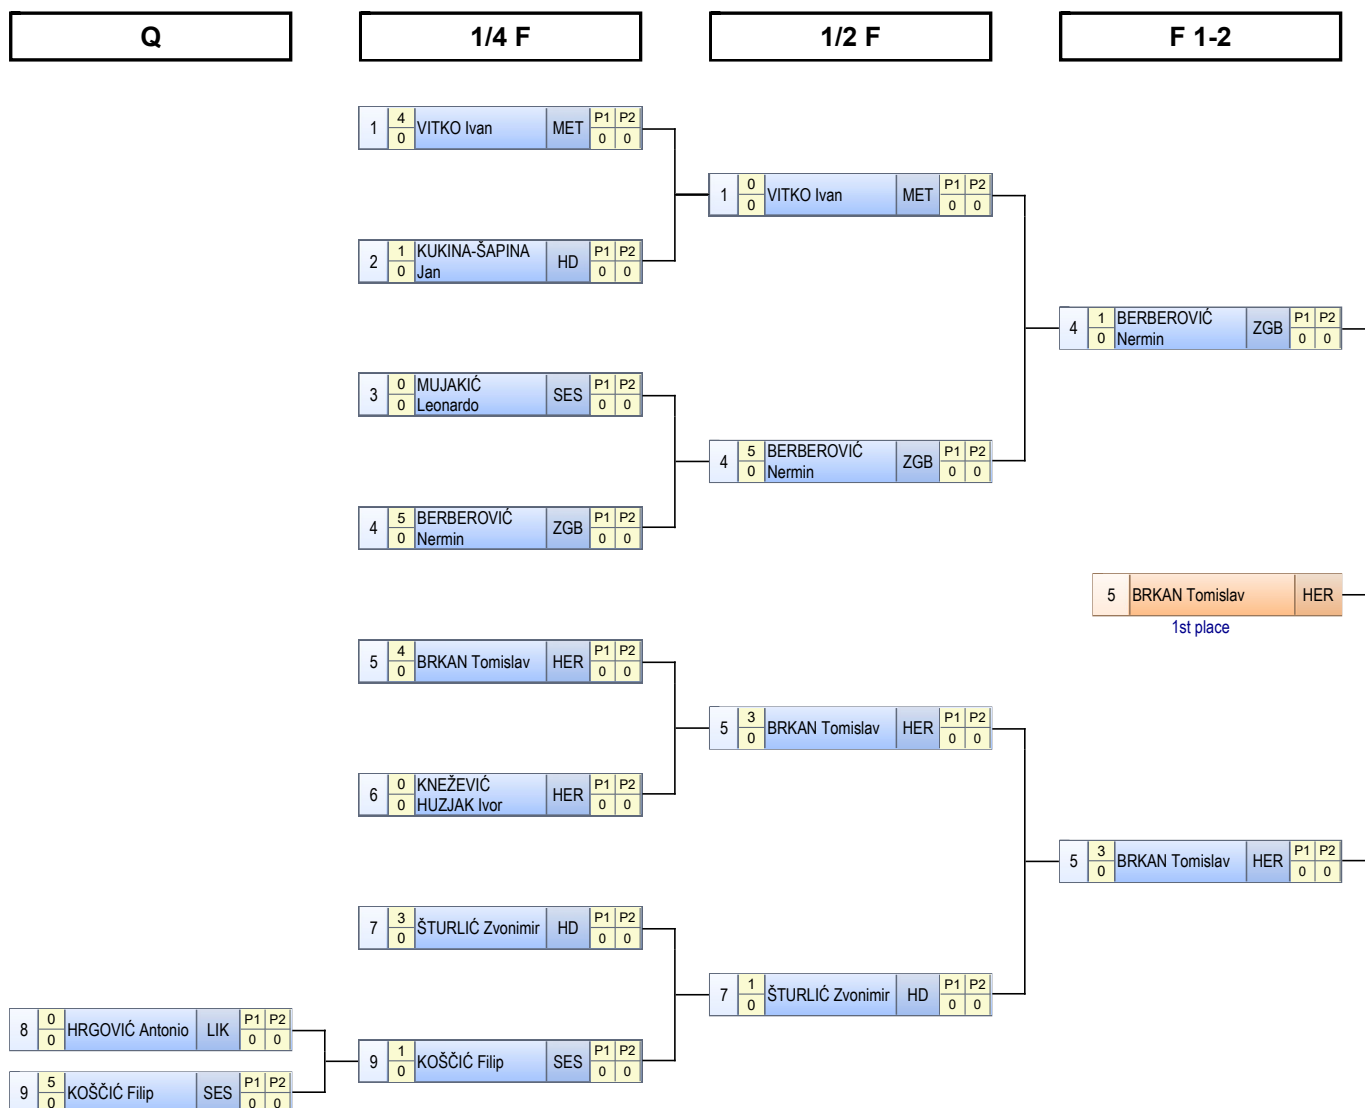 Q 1/4 F 1/2 F F 1-2
1 4 0 VITKO Ivan MET P1 P2 0 0
2 1 0 KUKINA-ŠAPINA Jan HD P1 P2 0 0
3 0 0 MUJAKIĆ Leonardo SES P1 P2 0 0
4 5 0 BERBEROVIĆ Nermin ZGB P1 P2 0 0
5 4 0 BRKAN Tomislav HER P1 P2 0 0
6 0 0 KNEŽEVIĆ HUZJAK Ivor HER P1 P2 0 0
7 3 0 ŠTURLIĆ Zvonimir HD P1 P2 0 0
8 0 0 HRGOVIĆ Antonio LIK P1 P2 0 0
9 5 0 KOŠČIĆ Filip SES P1 P2 0 0
9 1 0 KOŠČIĆ Filip SES P1 P2 0 0
1 0 0 VITKO Ivan MET P1 P2 0 0
4 5 0 BERBEROVIĆ Nermin ZGB P1 P2 0 0
5 3 0 BRKAN Tomislav HER P1 P2 0 0
7 1 0 ŠTURLIĆ Zvonimir HD P1 P2 0 0
4 1 0 BERBEROVIĆ Nermin ZGB P1 P2 0 0
5 BRKAN Tomislav HER
1st place
5 3 0 BRKAN Tomislav HER P1 P2 0 0